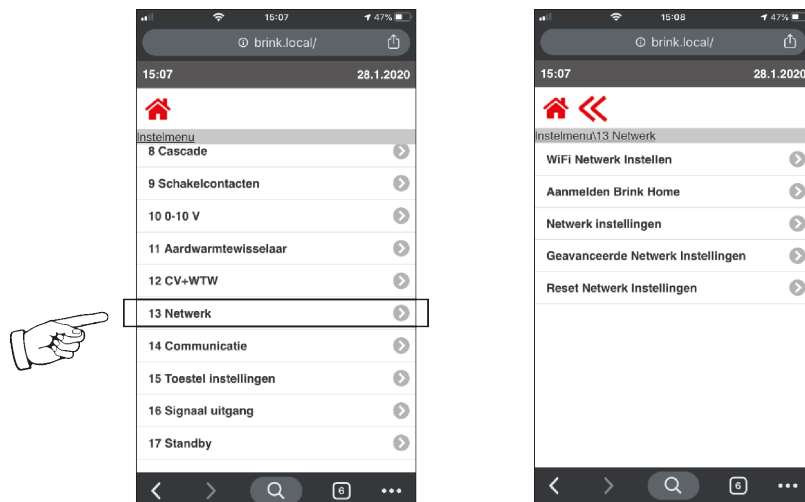 15:07
47%
brink.local/
15:07 28.1.2020
Instelmenu
8 Cascade
9 Schakelcontacten
10 0-10 V
11 Aardwarmtewisselaar
12 CV+WTW
13 Netwerk
14 Communicatie
15 Toestel instellingen
16 Signaal uitgang
17 Standby
6
15:08
47%
brink.local/
15:07 28.1.2020
Instelmenu\13 Netwerk
WiFi Netwerk Instellen
Aanmelden Brink Home
Netwerk instellingen
Geavanceerde Netwerk Instellingen
Reset Netwerk Instellingen
6